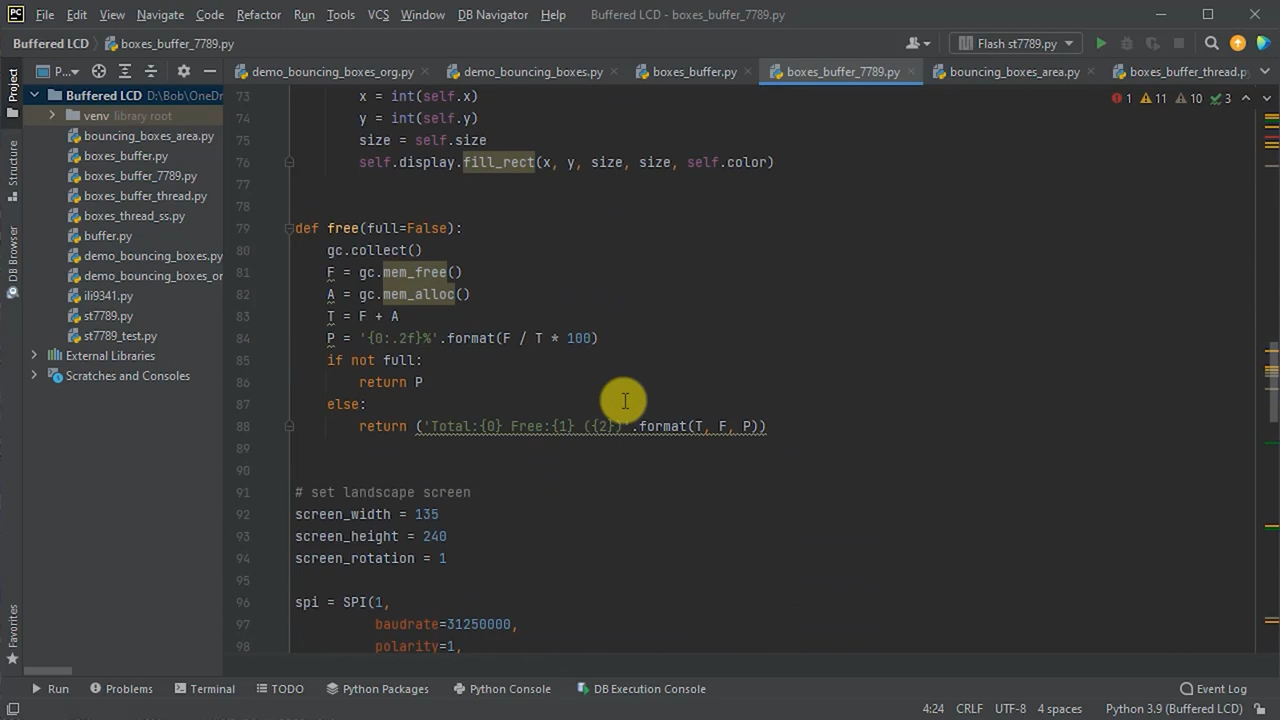 File Edit View Navigate Code Refactor Run Tools VCS Window DB Navigator Help Buffered LCD - boxes_buffer_7789.py
Buffered LCD boxes_buffer_7789.py Flash st7789.py
P... demo_bouncing_boxes_org.py demo_bouncing_boxes.py boxes_buffer.py boxes_buffer_7789.py bouncing_boxes_area.py boxes_buffer_thread.py
Project
Structure
DB Browser
Favorites
Buffered LCD D:\Bob\OneDr
venv library root
bouncing_boxes_area.py
boxes_buffer.py
boxes_buffer_7789.py
boxes_buffer_thread.py
boxes_thread_ss.py
buffer.py
demo_bouncing_boxes.py
demo_bouncing_boxes_or
ili9341.py
st7789.py
st7789_test.py
External Libraries
Scratches and Consoles
1 11 10 3
73 x = int(self.x)
74 y = int(self.y)
75 size = self.size
76 self.display.fill_rect(x, y, size, size, self.color)
77
78
79 def free(full=False):
80 gc.collect()
81 F = gc.mem_free()
82 A = gc.mem_alloc()
83 T = F + A
84 P = '{0:.2f}%'.format(F / T * 100)
85 if not full:
86 return P
87 else:
88 return ('Total:{0} Free:{1} ({2})'.format(T, F, P))
89
90
91 # set landscape screen
92 screen_width = 135
93 screen_height = 240
94 screen_rotation = 1
95
96 spi = SPI(1,
97 baudrate=31250000,
98 polarity=1,
Run Problems Terminal TODO Python Packages Python Console DB Execution Console Event Log
4:24 CRLF UTF-8 4 spaces Python 3.9 (Buffered LCD)